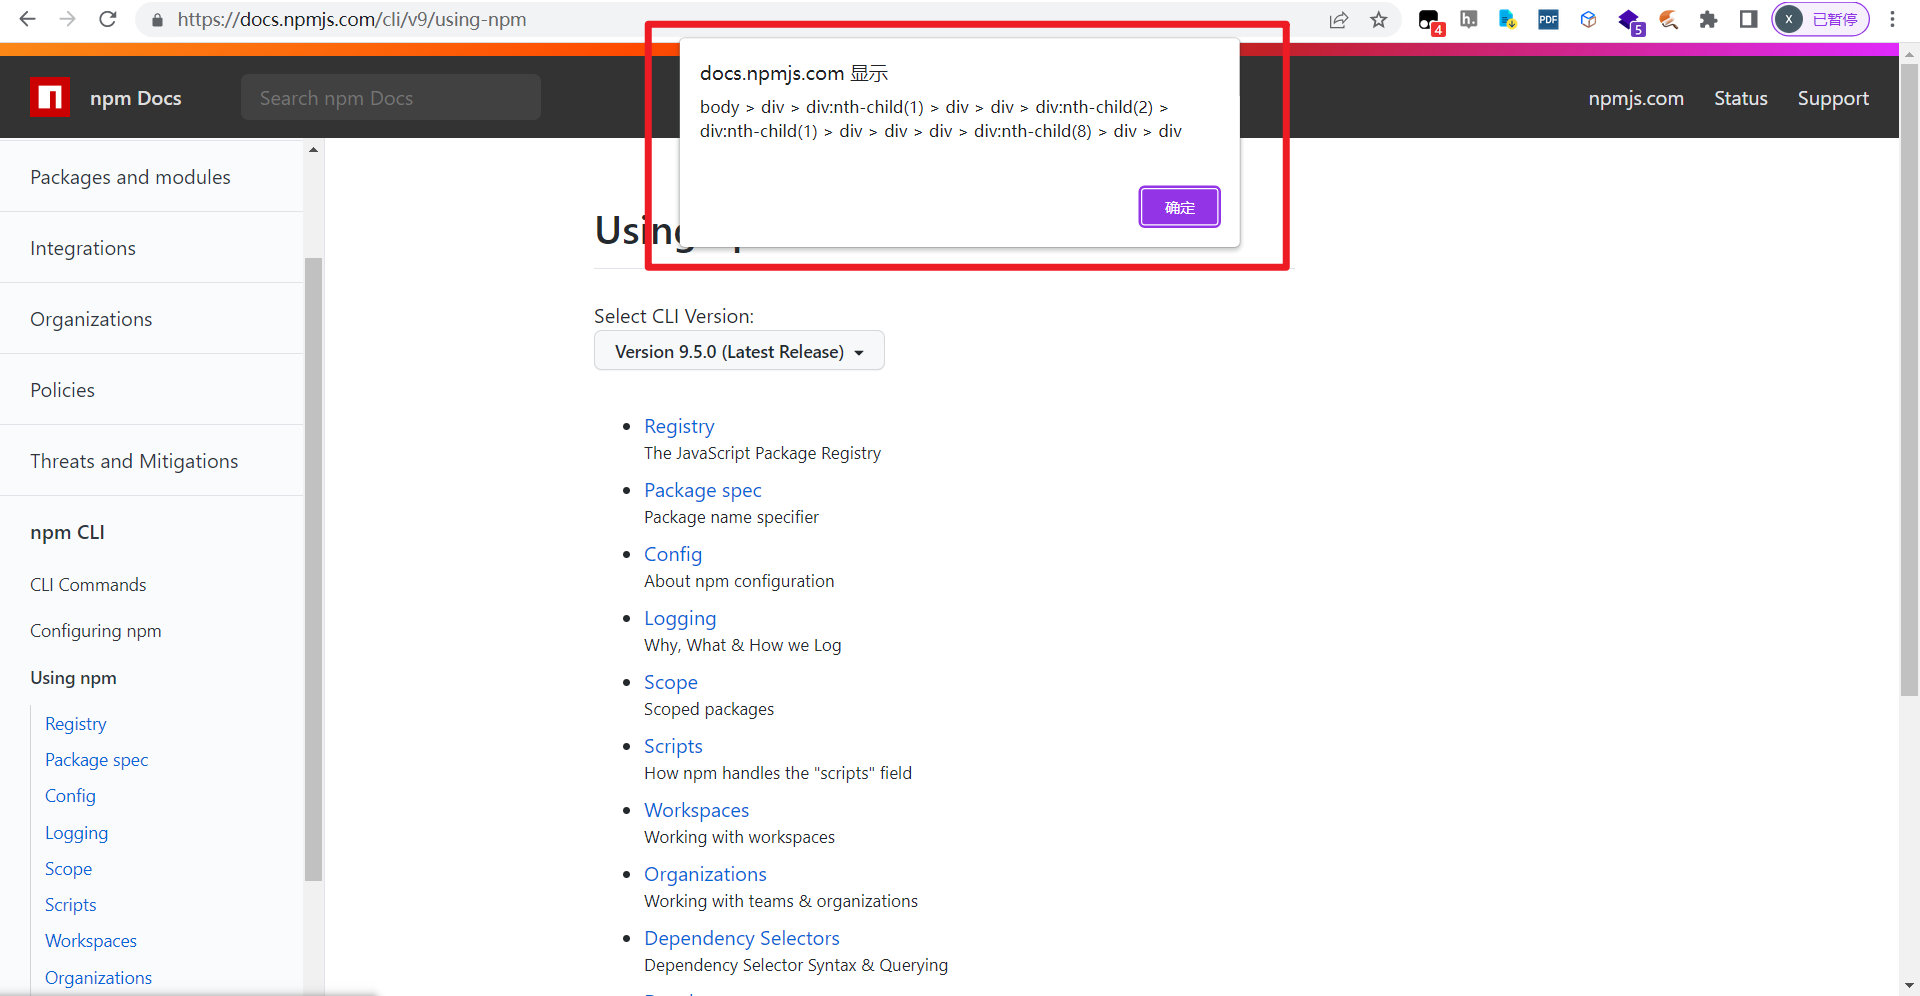 https://docs.npmjs.com/cli/v9/using-npm
4
h.
PDF
5
X 已暂停
npm Docs
Search npm Docs
npmjs.com
Status
Support
docs.npmjs.com 显示
body > div > div:nth-child(1) > div > div > div:nth-child(2) >
div:nth-child(1) > div > div > div > div:nth-child(8) > div > div
确定
Packages and modules
Integrations
Organizations
Policies
Threats and Mitigations
npm CLI
CLI Commands
Configuring npm
Using npm
Registry
Package spec
Config
Logging
Scope
Scripts
Workspaces
Organizations
Using
Select CLI Version:
Version 9.5.0 (Latest Release)
Registry
The JavaScript Package Registry
Package spec
Package name specifier
Config
About npm configuration
Logging
Why, What & How we Log
Scope
Scoped packages
Scripts
How npm handles the "scripts" field
Workspaces
Working with workspaces
Organizations
Working with teams & organizations
Dependency Selectors
Dependency Selector Syntax & Querying